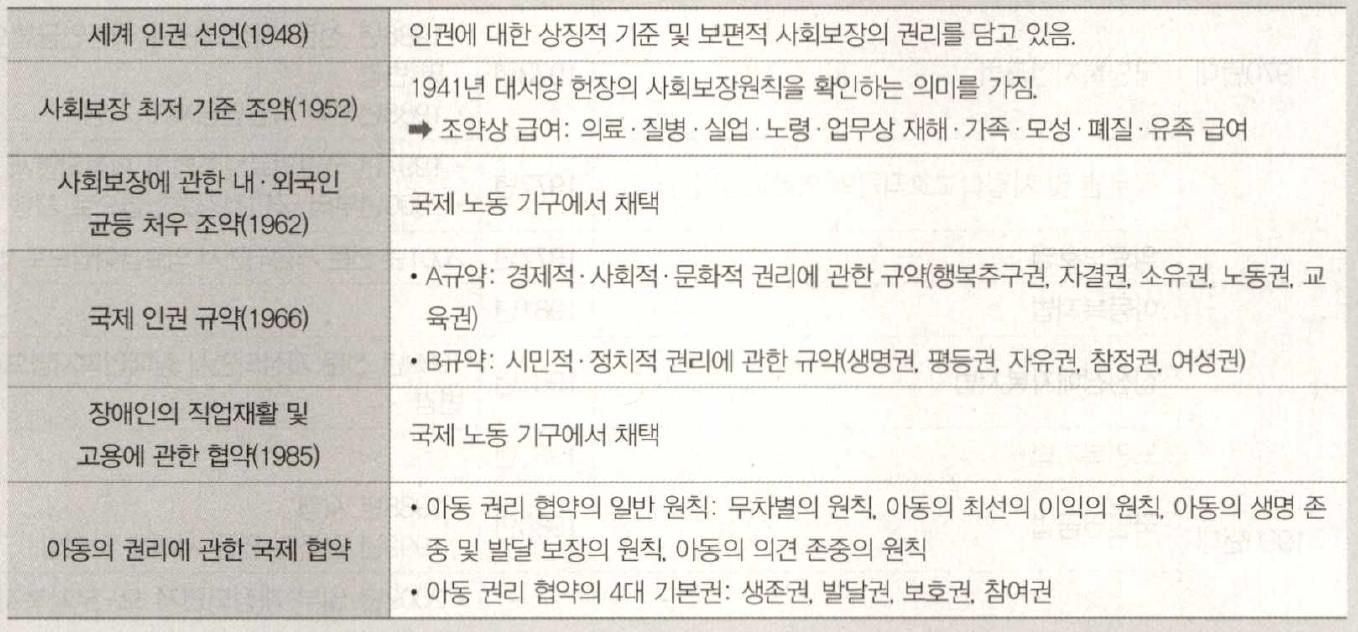 세계 인권 선언(1948)
인권에 대한 상징적 기준 및 보편적 사회보장의 권리를 담고 있음.
사회보장 최저 기준 조약(1952)
1941년 대서양 헌장의 사회보장원칙을 확인하는 의미를 가짐.
➡ 조약상 급여: 의료·질병·실업·노령·업무상 재해·가족·모성·폐질·유족 급여
사회보장에 관한 내·외국인
균등 처우 조약(1962)
국제 노동 기구에서 채택
국제 인권 규약(1966)
• A규약: 경제적·사회적·문화적 권리에 관한 규약(행복추구권, 자결권, 소유권, 노동권, 교
육권)
• B규약: 시민적·정치적 권리에 관한 규약(생명권, 평등권, 자유권, 참정권, 여성권)
장애인의 직업재활 및
고용에 관한 협약(1985)
국제 노동 기구에서 채택
아동의 권리에 관한 국제 협약
• 아동 권리 협약의 일반 원칙: 무차별의 원칙, 아동의 최선의 이익의 원칙, 아동의 생명 존
중 및 발달 보장의 원칙, 아동의 의견 존중의 원칙
• 아동 권리 협약의 4대 기본권: 생존권, 발달권, 보호권, 참여권